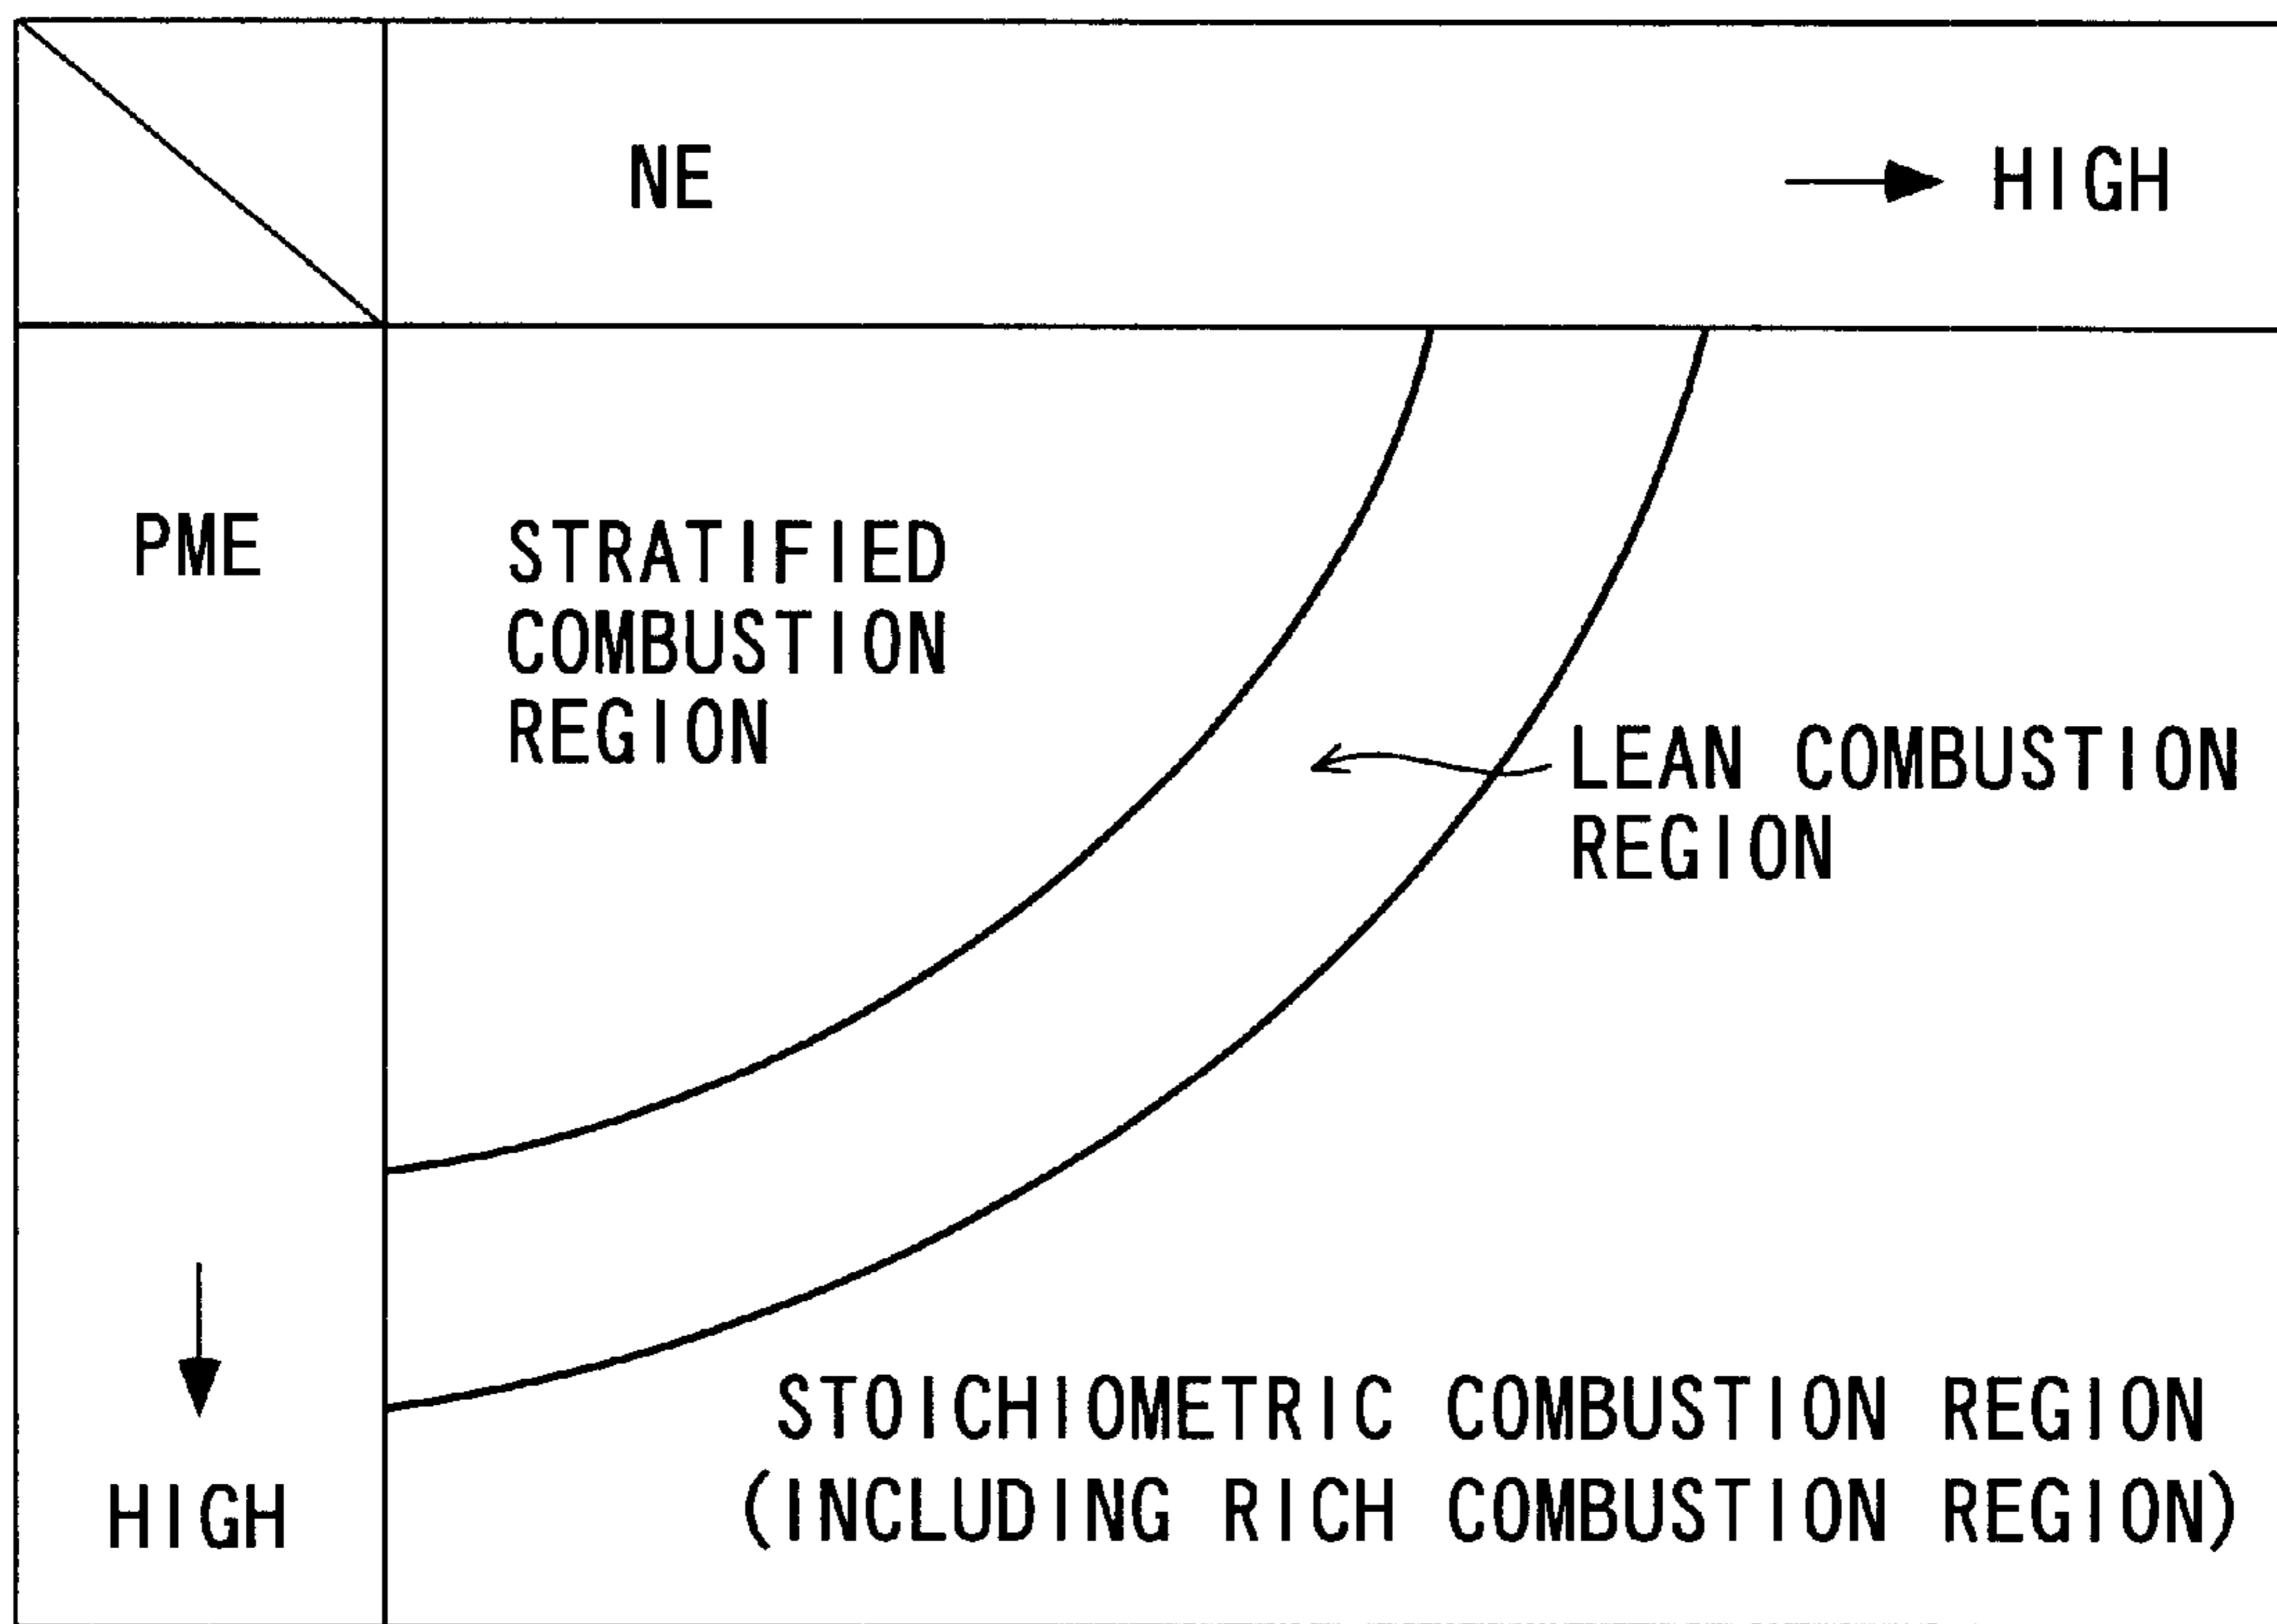 NE
HIGH
PME
STRATIFIED
COMBUSTION
REGION
LEAN COMBUSTION
REGION
STOICHIOMETRIC COMBUSTION REGION
(INCLUDING RICH COMBUSTION REGION)
HIGH